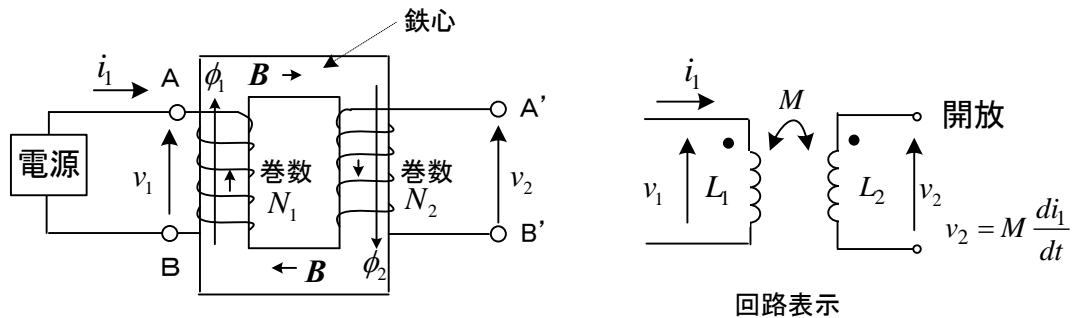 鉄心
i₁
A
ϕ₁
B →
A'
電源
v₁
巻数
N₁
巻数
N₂
v₂
B
← B
ϕ₂
B'
i₁
M
開放
v₁
L₁
L₂
v₂
v₂ = M di₁/dt
回路表示